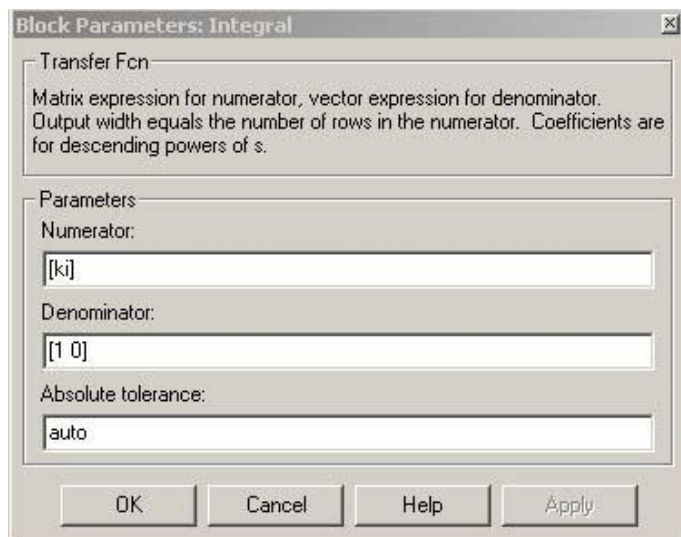 Block Parameters: Integral
Transfer Fcn
Matrix expression for numerator, vector expression for denominator.
Output width equals the number of rows in the numerator. Coefficients are
for descending powers of s.
Parameters
Numerator:
[ki]
Denominator:
[1 0]
Absolute tolerance:
auto
OK Cancel Help Apply